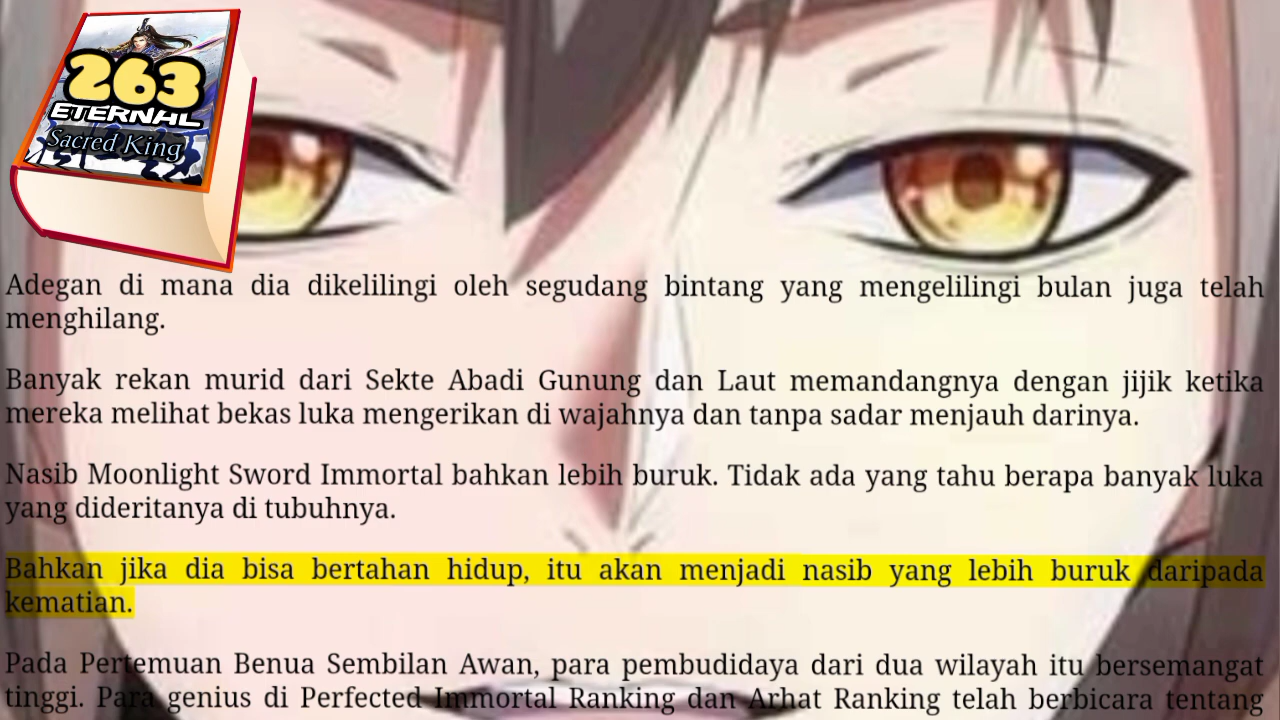 263
ETERNAL
Sacred King
Adegan di mana dia dikelilingi oleh segudang bintang yang mengelilingi bulan juga telah
menghilang.
Banyak rekan murid dari Sekte Abadi Gunung dan Laut memandangnya dengan jijik ketika
mereka melihat bekas luka mengerikan di wajahnya dan tanpa sadar menjauh darinya.
Nasib Moonlight Sword Immortal bahkan lebih buruk. Tidak ada yang tahu berapa banyak luka
yang dideritanya di tubuhnya.
Bahkan jika dia bisa bertahan hidup, itu akan menjadi nasib yang lebih buruk daripada
kematian.
Pada Pertemuan Benua Sembilan Awan, para pembudidaya dari dua wilayah itu bersemangat
tinggi. Para genius di Perfected Immortal Ranking dan Arhat Ranking telah berbicara tentang